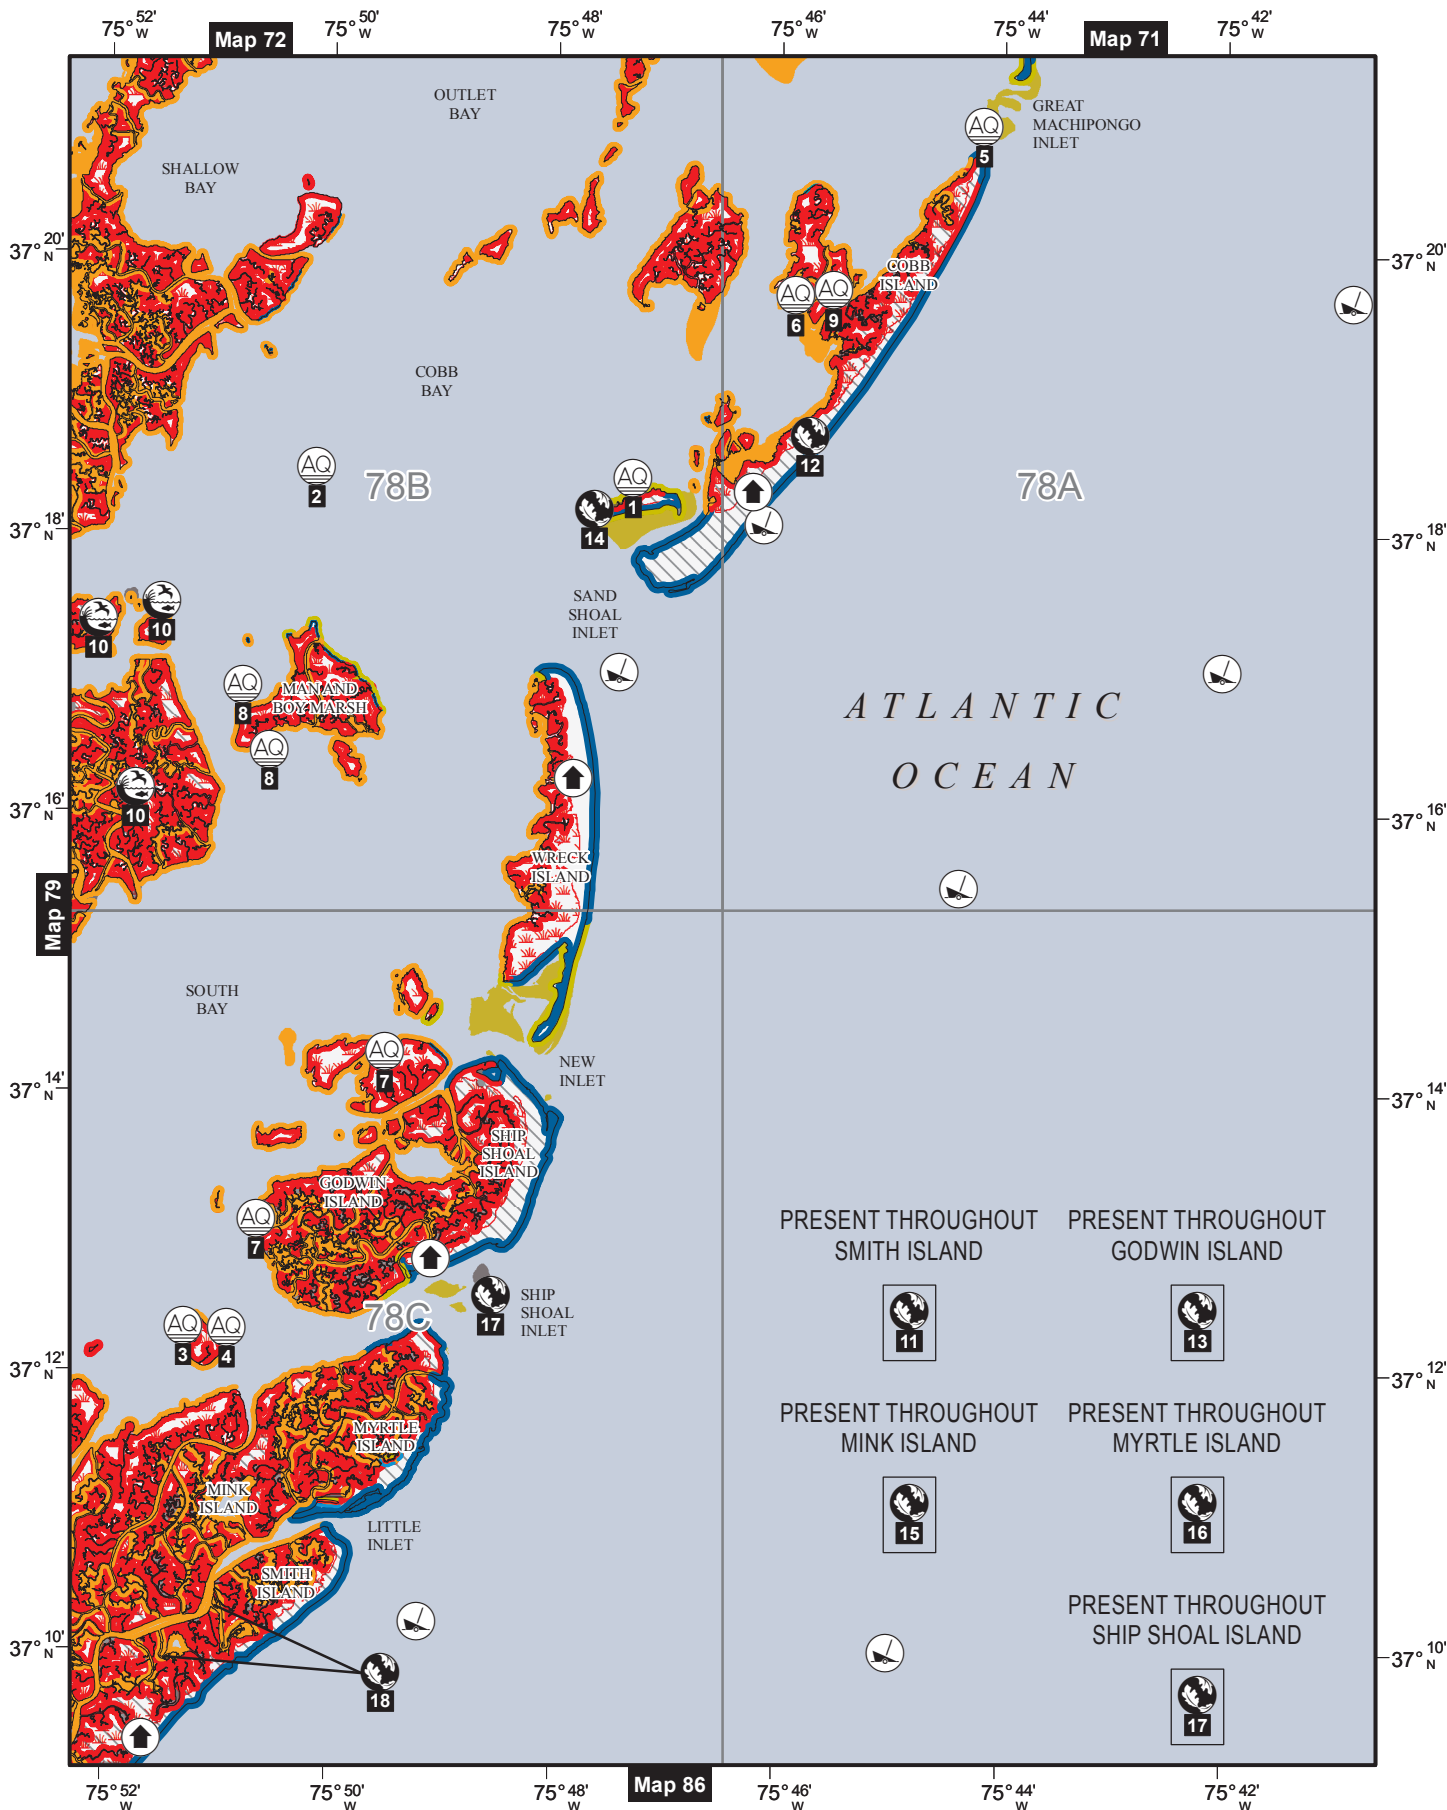 75° 52' W
75° 50' W
75° 48' W
75° 46' W
75° 44' W
75° 42' W
Map 72
Map 71
OUTLET
BAY
GREAT
MACHIPONGO
INLET
AQ
5
SHALLOW
BAY
37° 20' N
37° 20' N
COBB
ISLAND
AQ
6
AQ
9
COBB
BAY
12
AQ
2
78B
AQ
1
14
78A
37° 18' N
37° 18' N
SAND
SHOAL
INLET
10
10
AQ
8
MAN AND
BOY MARSH
AQ
8
ATLANTIC
OCEAN
10
37° 16' N
37° 16' N
WRECK
ISLAND
Map 79
SOUTH
BAY
AQ
7
NEW
INLET
37° 14' N
37° 14' N
SHIP
SHOAL
ISLAND
GODWIN
ISLAND
AQ
7
PRESENT THROUGHOUT
SMITH ISLAND
11
PRESENT THROUGHOUT
GODWIN ISLAND
13
SHIP
SHOAL
INLET
17
78C
AQ
3
AQ
4
37° 12' N
37° 12' N
MYRTLE
ISLAND
PRESENT THROUGHOUT
MINK ISLAND
15
PRESENT THROUGHOUT
MYRTLE ISLAND
16
MINK
ISLAND
LITTLE
INLET
SMITH
ISLAND
PRESENT THROUGHOUT
SHIP SHOAL ISLAND
17
37° 10' N
37° 10' N
18
75° 52' W
75° 50' W
75° 48' W
Map 86
75° 46' W
75° 44' W
75° 42' W